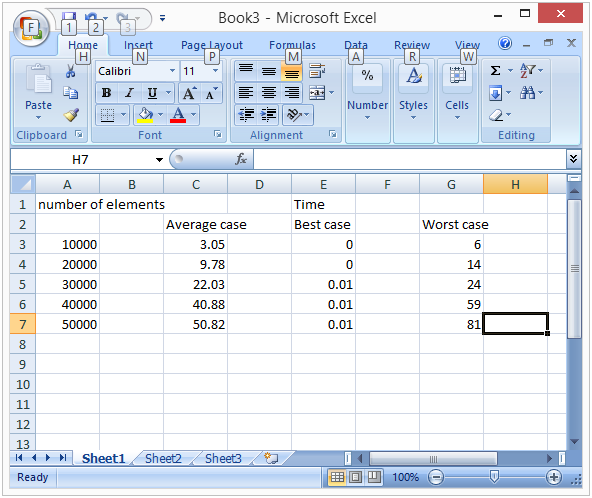 Book3 - Microsoft Excel
F 1 2 3
Home Insert Page Layout Formulas Data Review View
H N P M A R W
Calibri 11
Paste
B I U A A
A
%
Number
A
Styles
Cells
Σ
A Z
Clipboard Font Alignment Editing
H7 fx
A B C D E F G H
1 number of elements Time
2 Average case Best case Worst case
3 10000 3.05 0 6
4 20000 9.78 0 14
5 30000 22.03 0.01 24
6 40000 40.88 0.01 59
7 50000 50.82 0.01 81
8
9
10
11
12
13
Sheet1 Sheet2 Sheet3
Ready 100%